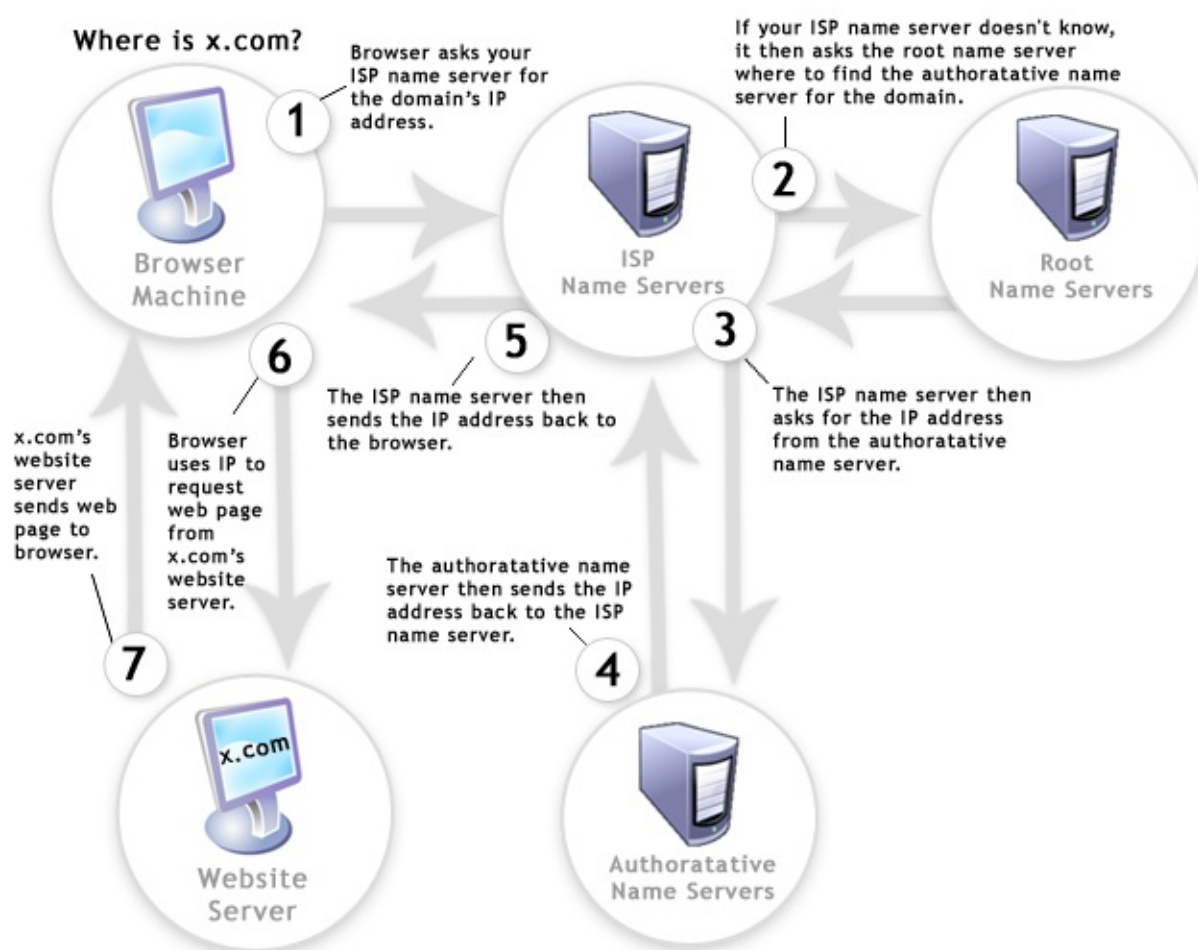 Where is x.com?
1
Browser asks your
ISP name server for
the domain's IP
address.
If your ISP name server doesn't know,
it then asks the root name server
where to find the authoratative name
server for the domain.
2
Browser
Machine
ISP
Name Servers
Root
Name Servers
3
The ISP name server then
asks for the IP address
from the authoratative
name server.
The authoratative name
server then sends the IP
address back to the ISP
name server.
4
Authoratative
Name Servers
5
The ISP name server then
sends the IP address back to
the browser.
6
Browser
uses IP to
request
web page
from
x.com's
website
server.
x.com's
website
server
sends web
page to
browser.
7
x.com
Website
Server